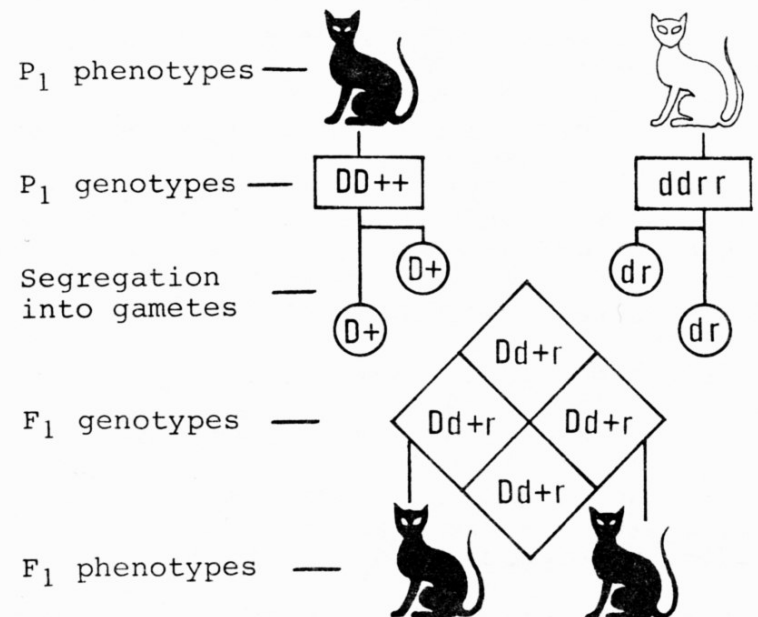 P1 phenotypes
P1 genotypes
DD++
ddrr
Segregation
into gametes
D+
dr
D+
dr
Dd+r
F1 genotypes
Dd+r
Dd+r
Dd+r
F1 phenotypes